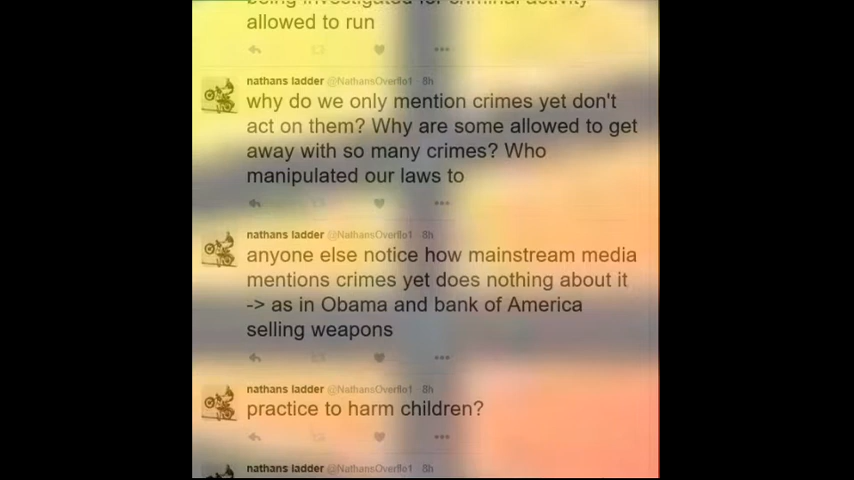 being investigated for criminal activity
allowed to run
nathans ladder @NathansOverflo1 8h
why do we only mention crimes yet don't
act on them? Why are some allowed to get
away with so many crimes? Who
manipulated our laws to
nathans ladder @NathansOverflo1 8h
anyone else notice how mainstream media
mentions crimes yet does nothing about it
-> as in Obama and bank of America
selling weapons
nathans ladder @NathansOverflo1 8h
practice to harm children?
nathans ladder @NathansOverflo1 8h